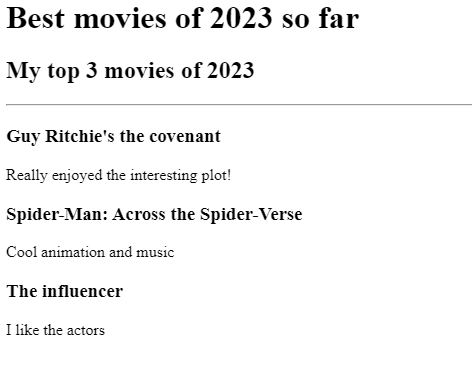 Best movies of 2023 so far
My top 3 movies of 2023
Guy Ritchie's the covenant
Really enjoyed the interesting plot!
Spider-Man: Across the Spider-Verse
Cool animation and music
The influencer
I like the actors